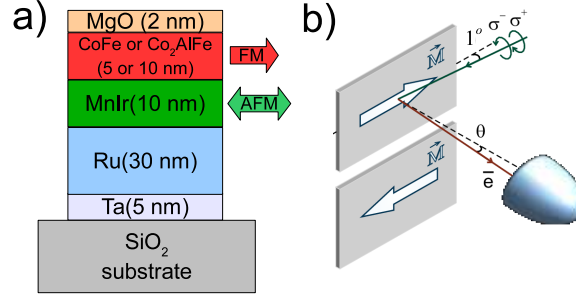 a)
MgO (2 nm)
CoFe or Co₂AlFe
(5 or 10 nm)
FM
MnIr(10 nm)
AFM
Ru(30 nm)
Ta(5 nm)
SiO₂
substrate
b)
1° σ⁻ σ⁺
M⃗
θ
e̅
M⃗